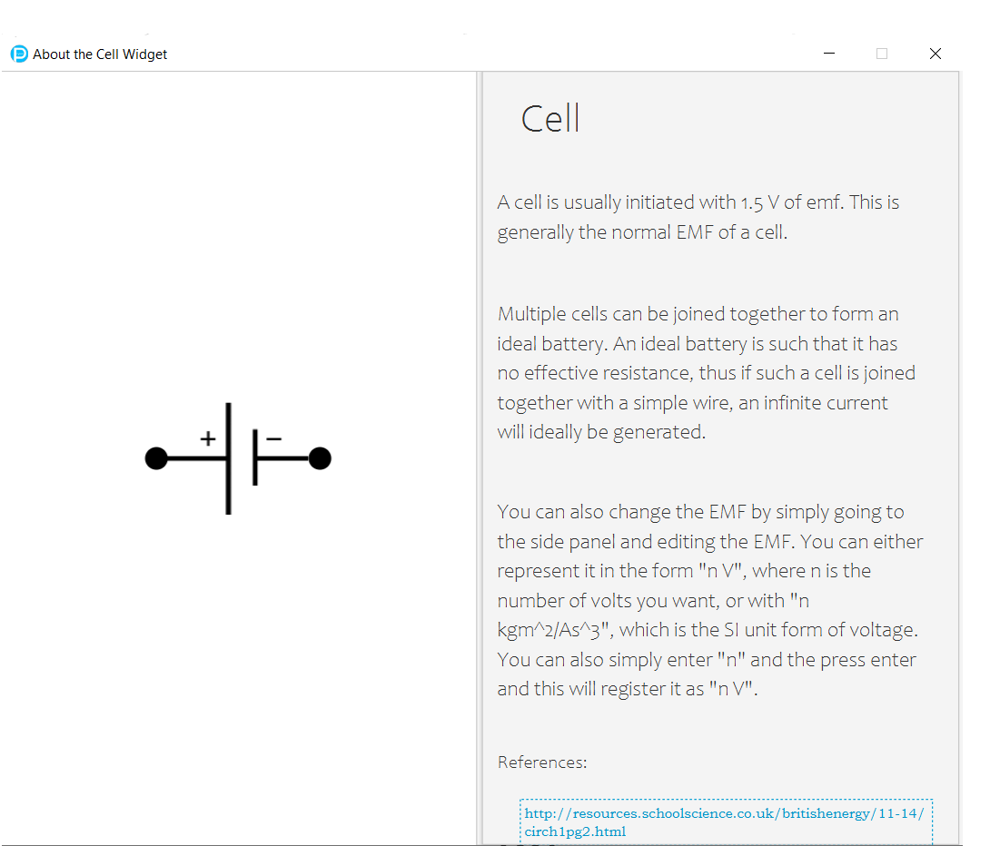 About the Cell Widget
Cell
A cell is usually initiated with 1.5 V of emf. This is
generally the normal EMF of a cell.
Multiple cells can be joined together to form an
ideal battery. An ideal battery is such that it has
no effective resistance, thus if such a cell is joined
together with a simple wire, an infinite current
will ideally be generated.
+ −
You can also change the EMF by simply going to
the side panel and editing the EMF. You can either
represent it in the form "n V", where n is the
number of volts you want, or with "n
kgm^2/As^3", which is the SI unit form of voltage.
You can also simply enter "n" and the press enter
and this will register it as "n V".
References:
http://resources.schoolscience.co.uk/britishenergy/11-14/
circh1pg2.html